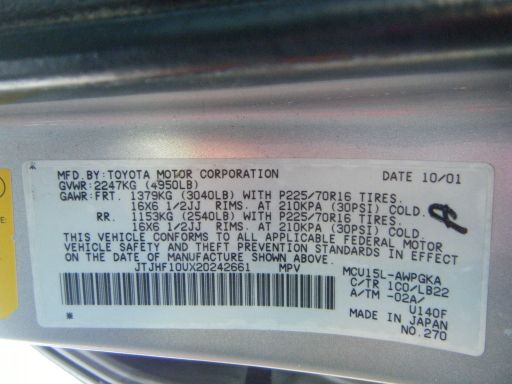 MFD.BY:TOYOTA MOTOR CORPORATION DATE 10/01
GVWR:2247KG (4950LB)
GAWR:FRT. 1379KG (3040LB) WITH P225/70R16 TIRES.
16X6 1/2JJ RIMS. AT 210KPA (30PSI) COLD.
RR. 1153KG (2540LB) WITH P225/70R16 TIRES.
16X6 1/2JJ RIMS. AT 210KPA (30PSI) COLD.
THIS VEHICLE CONFORMS TO ALL APPLICABLE FEDERAL MOTOR
VEHICLE SAFETY AND THEFT PREVENTION STANDARDS IN EFFECT
ON THE DATE OF MANUFACTURE SHOWN ABOVE.
JTJHF10UX20242661 MPV MCU15L-AWPGKA
C/TR 1C0/LB22
A/TM -02A/
U140F
MADE IN JAPAN
NO.270